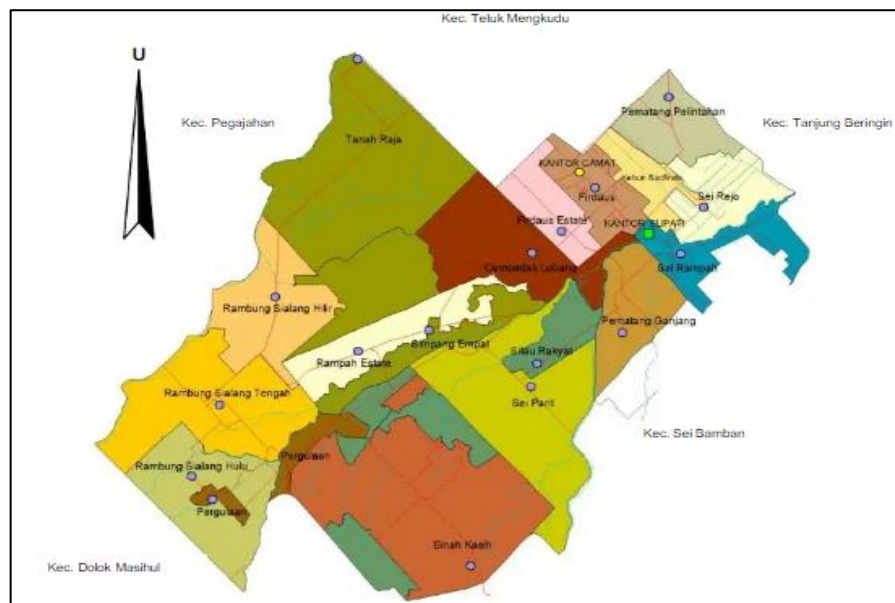 Kec. Teluk Mengkudu
U
Kec. Pegajahan
Kec. Tanjung Beringin
Pematang Pelintahan
Tanah Raja
KANTOR CAMAT
Firdaus
Sei Rejo
Firdaus Estate
KANTOR BUPATI
Cempedak Lobang
Sei Rampah
Rambung Sialang Hilir
Simpang Empat
Pematang Ganjang
Rampah Estate
Silau Rakyat
Sei Parit
Rambung Sialang Tengah
Kec. Sei Bamban
Pergulaan
Rambung Sialang Hulu
Pergulaan
Sinah Kasih
Kec. Dolok Masihul